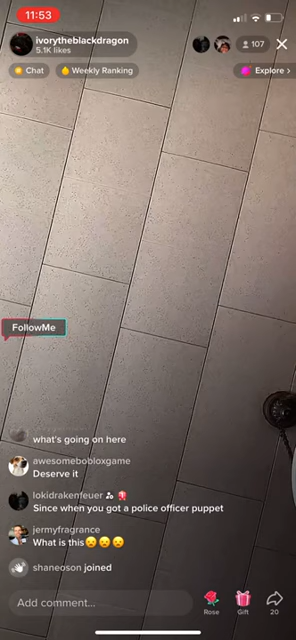 11:53
ivorytheblackdragon
5.1K likes
107
Chat
Weekly Ranking
Explore
FollowMe
what's going on here
awesomebobloxgame
Deserve it
lokidrakenfeuer
Since when you got a police officer puppet
jermyfragrance
What is this😦😦😦
shaneoson joined
Add comment...
Rose
Gift
20